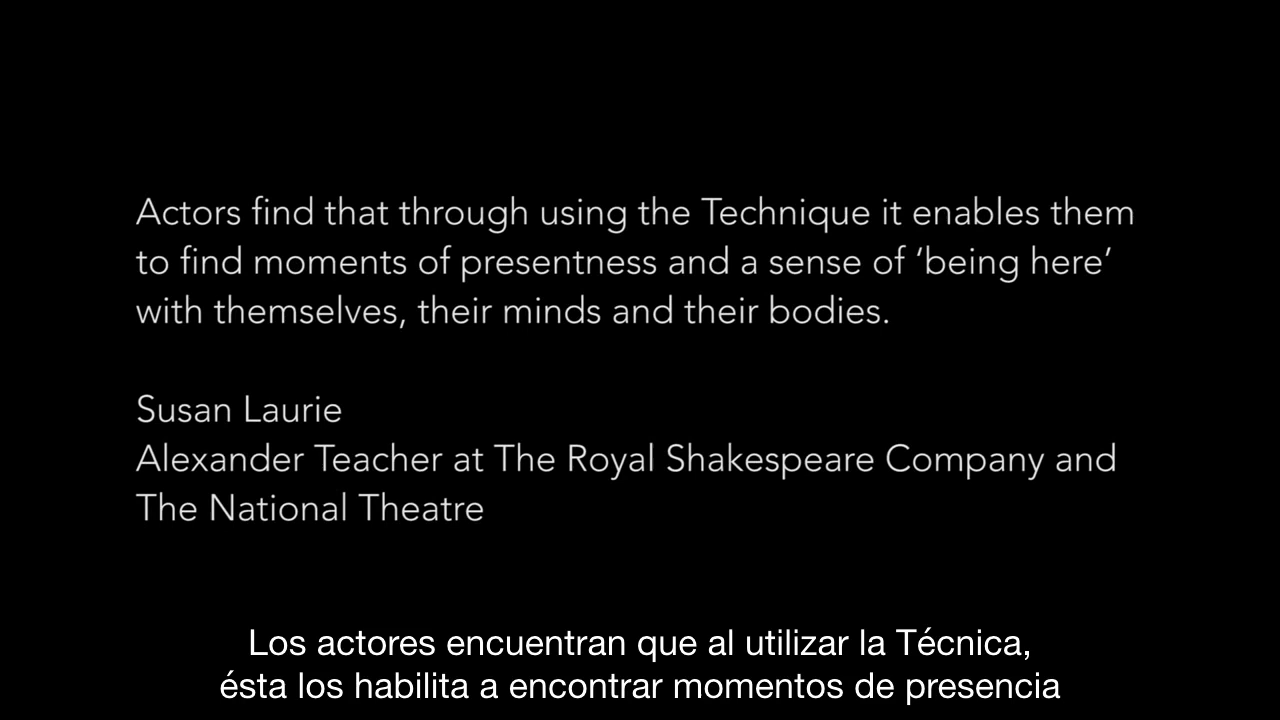 Actors find that through using the Technique it enables them
to find moments of presentness and a sense of ‘being here’
with themselves, their minds and their bodies.
Susan Laurie
Alexander Teacher at The Royal Shakespeare Company and
The National Theatre
Los actores encuentran que al utilizar la Técnica,
ésta los habilita a encontrar momentos de presencia